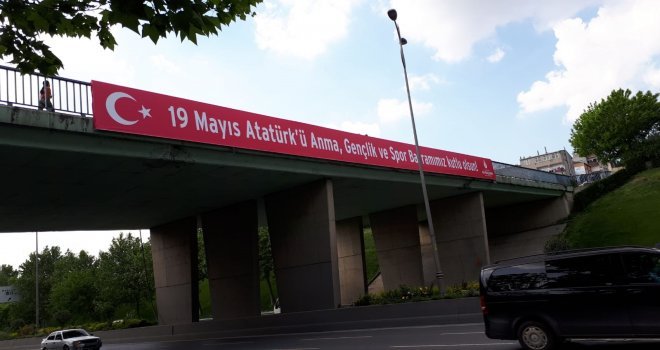 19 Mayıs Atatürk'ü Anma, Gençlik ve Spor Bayramımız kutlu olsun!